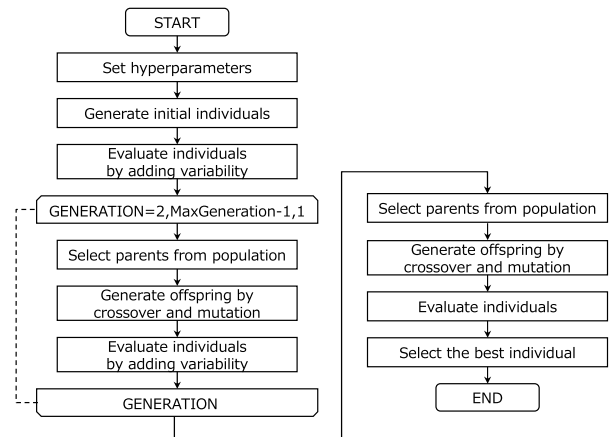 START
Set hyperparameters
Generate initial individuals
Evaluate individuals
by adding variability
GENERATION=2,MaxGeneration-1,1
Select parents from population
Generate offspring by
crossover and mutation
Evaluate individuals
by adding variability
GENERATION
Select parents from population
Generate offspring by
crossover and mutation
Evaluate individuals
Select the best individual
END